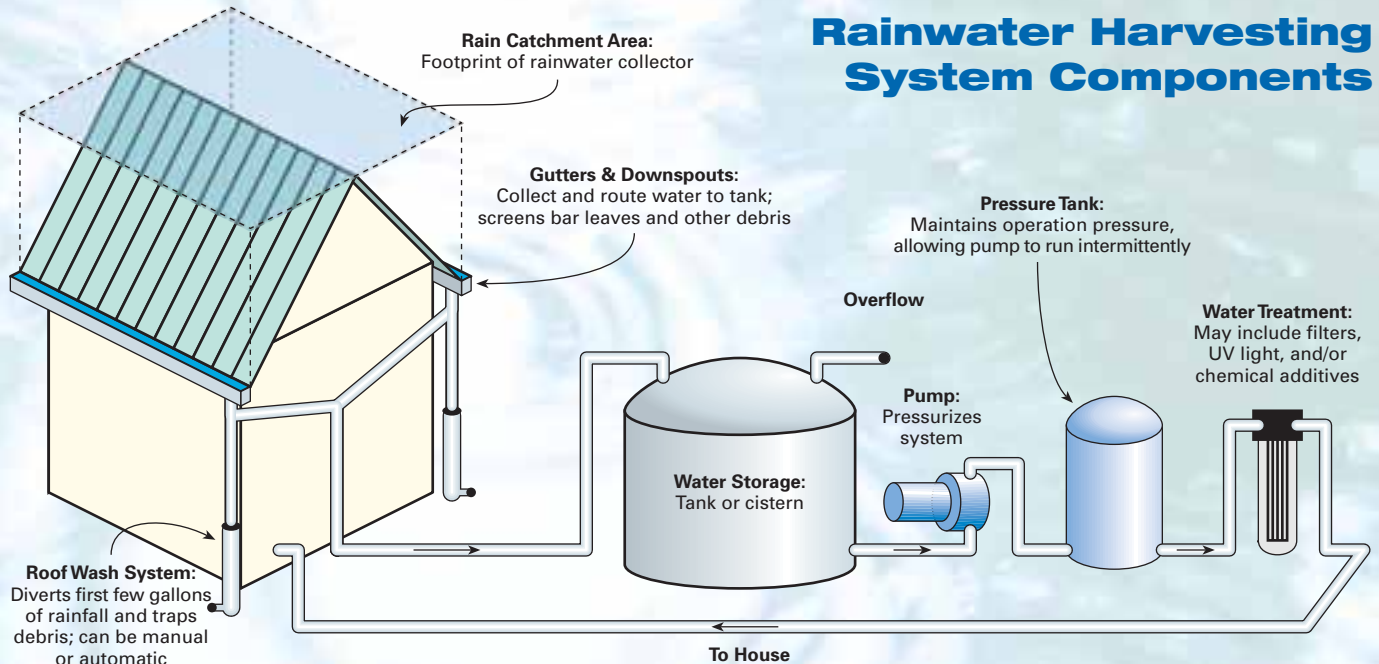 Rainwater Harvesting
System Components
Rain Catchment Area:
Footprint of rainwater collector
Gutters & Downspouts:
Collect and route water to tank;
screens bar leaves and other debris
Pressure Tank:
Maintains operation pressure,
allowing pump to run intermittently
Overflow
Water Treatment:
May include filters,
UV light, and/or
chemical additives
Pump:
Pressurizes
system
Water Storage:
Tank or cistern
Roof Wash System:
Diverts first few gallons
of rainfall and traps
debris; can be manual
or automatic
To House